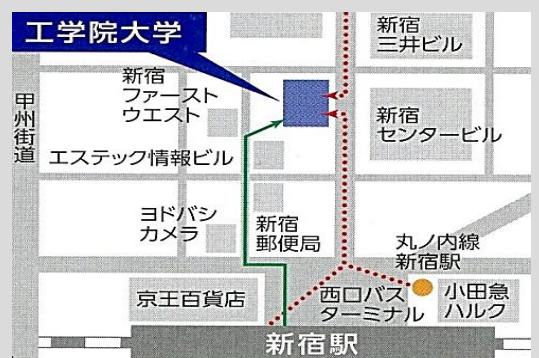 工学院大学
新宿
三井ビル
新宿
ファースト
ウエスト
甲州街道
新宿
センタービル
エステック情報ビル
ヨドバシ
カメラ
新宿
郵便局
丸ノ内線
新宿駅
京王百貨店
西口バス
ターミナル
小田急
ハルク
新宿駅